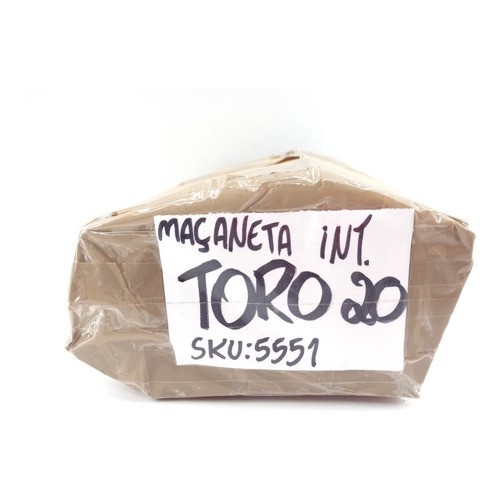 MAÇANETA INT.
TORO 20
SKU:5551